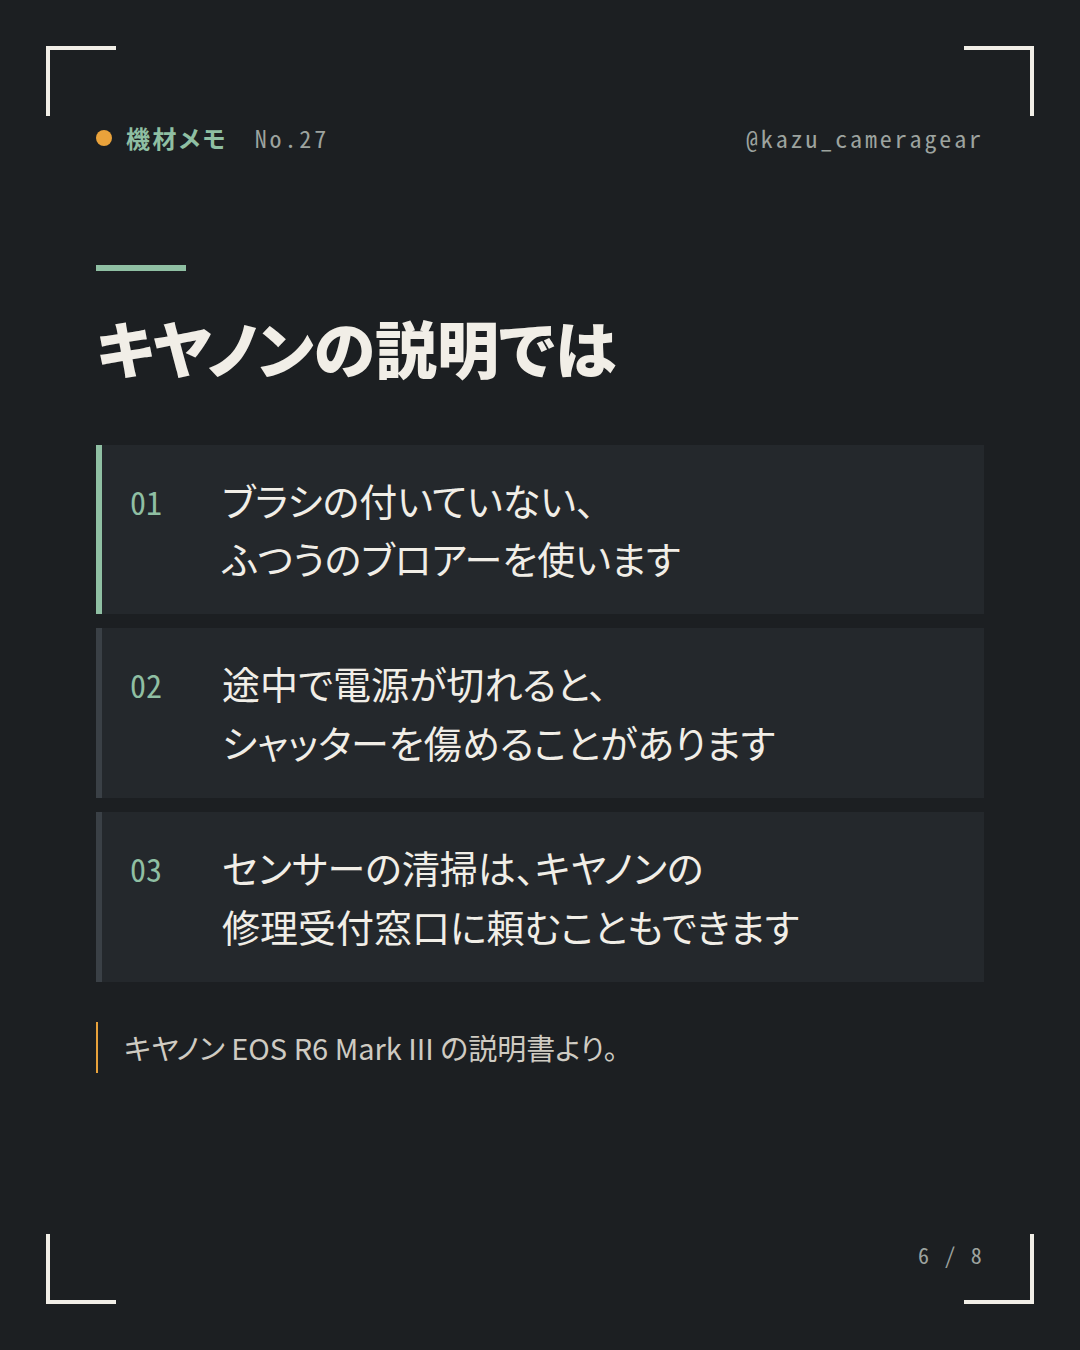 機材メモ No.27
@kazu_cameragear
キヤノンの説明では
01
ブラシの付いていない、
ふつうのブロアーを使います
02
途中で電源が切れると、
シャッターを傷めることがあります
03
センサーの清掃は、キヤノンの
修理受付窓口に頼むこともできます
キヤノン EOS R6 Mark III の説明書より。
6 / 8